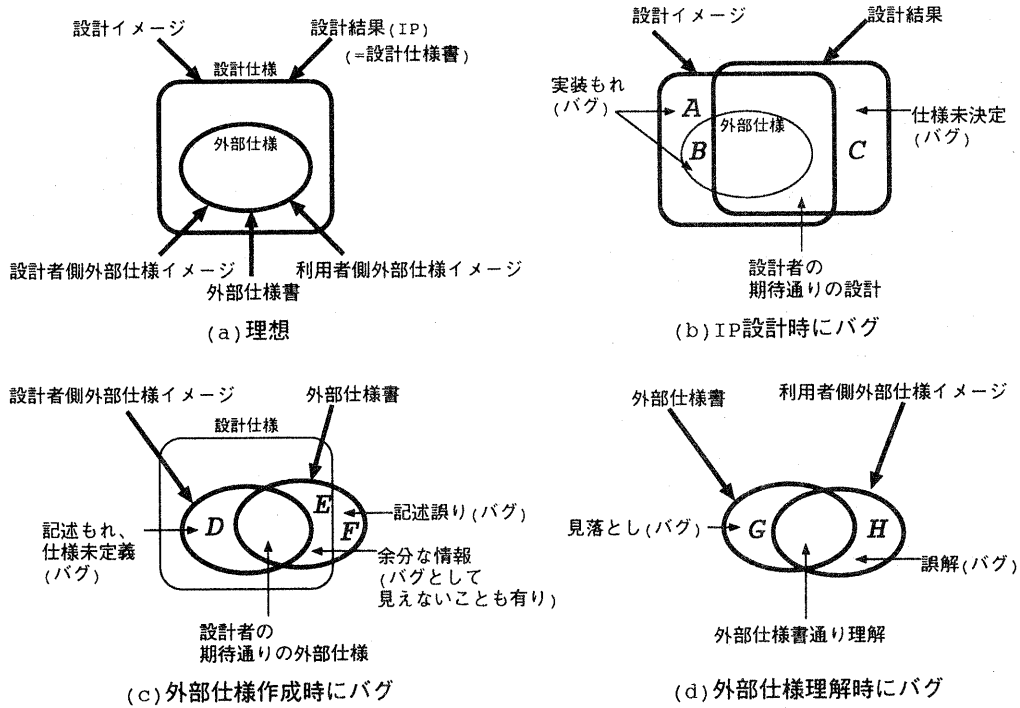 設計イメージ
設計結果(IP)
(=設計仕様書)
設計仕様
外部仕様
設計者側外部仕様イメージ
利用者側外部仕様イメージ
外部仕様書
(a)理想
設計イメージ
設計結果
実装もれ
(バグ)
A
外部仕様
B
C
仕様未決定
(バグ)
設計者の
期待通りの設計
(b)IP設計時にバグ
設計者側外部仕様イメージ
外部仕様書
設計仕様
D
E
F
記述もれ、
仕様未定義
(バグ)
記述誤り(バグ)
余分な情報
(バグとして
見えないことも有り)
設計者の
期待通りの外部仕様
(c)外部仕様作成時にバグ
外部仕様書
利用者側外部仕様イメージ
見落とし(バグ)
G
H
誤解(バグ)
外部仕様書通り理解
(d)外部仕様理解時にバグ